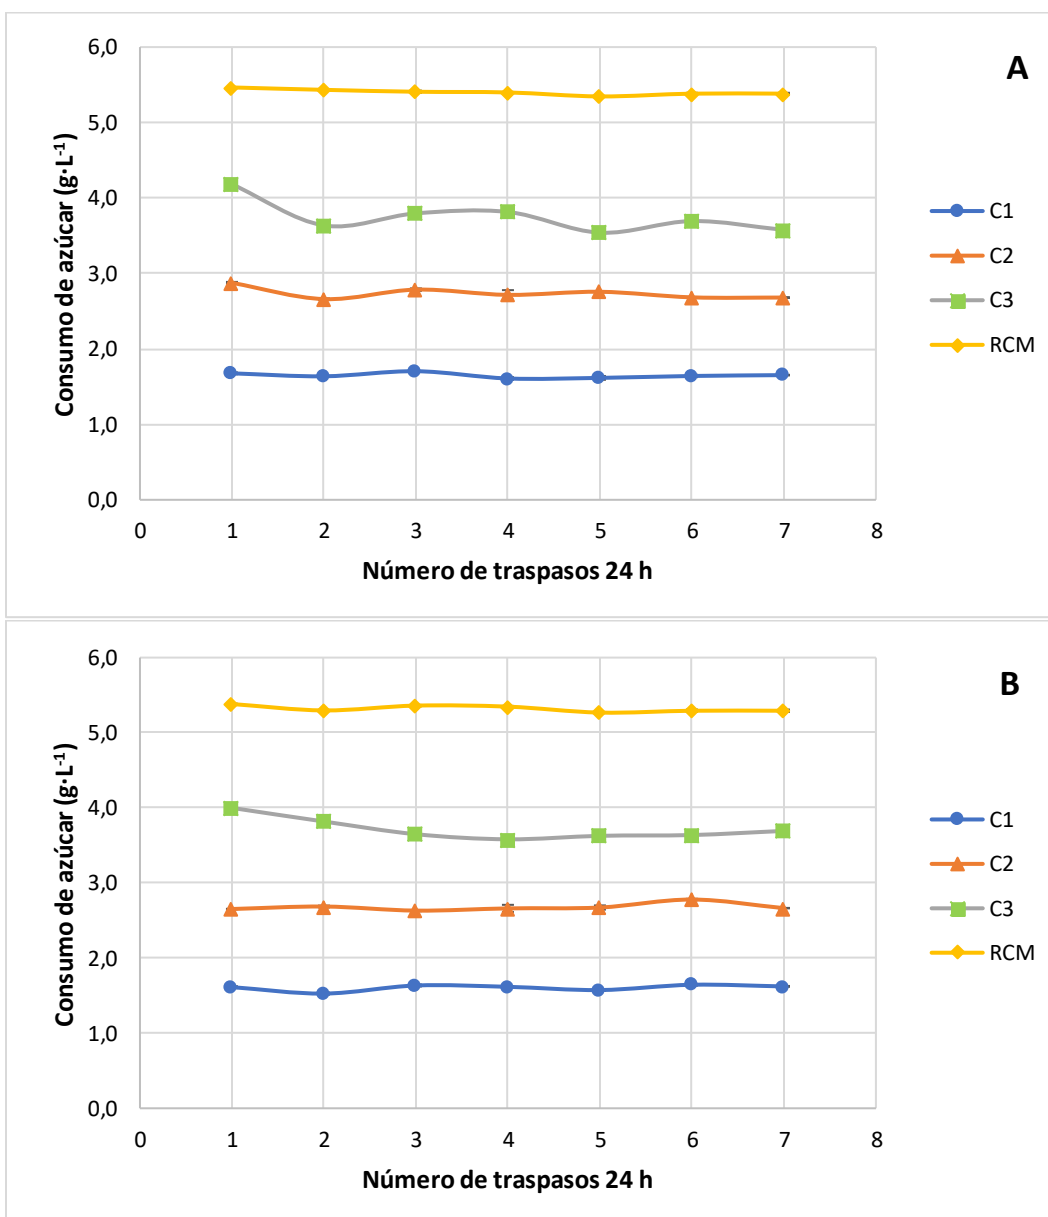 A
Consumo de azúcar (g·L-1)
6,0
5,0
4,0
3,0
2,0
1,0
0,0
0 1 2 3 4 5 6 7 8
Número de traspasos 24 h
C1
C2
C3
RCM
B
Consumo de azúcar (g·L-1)
6,0
5,0
4,0
3,0
2,0
1,0
0,0
0 1 2 3 4 5 6 7 8
Número de traspasos 24 h
C1
C2
C3
RCM